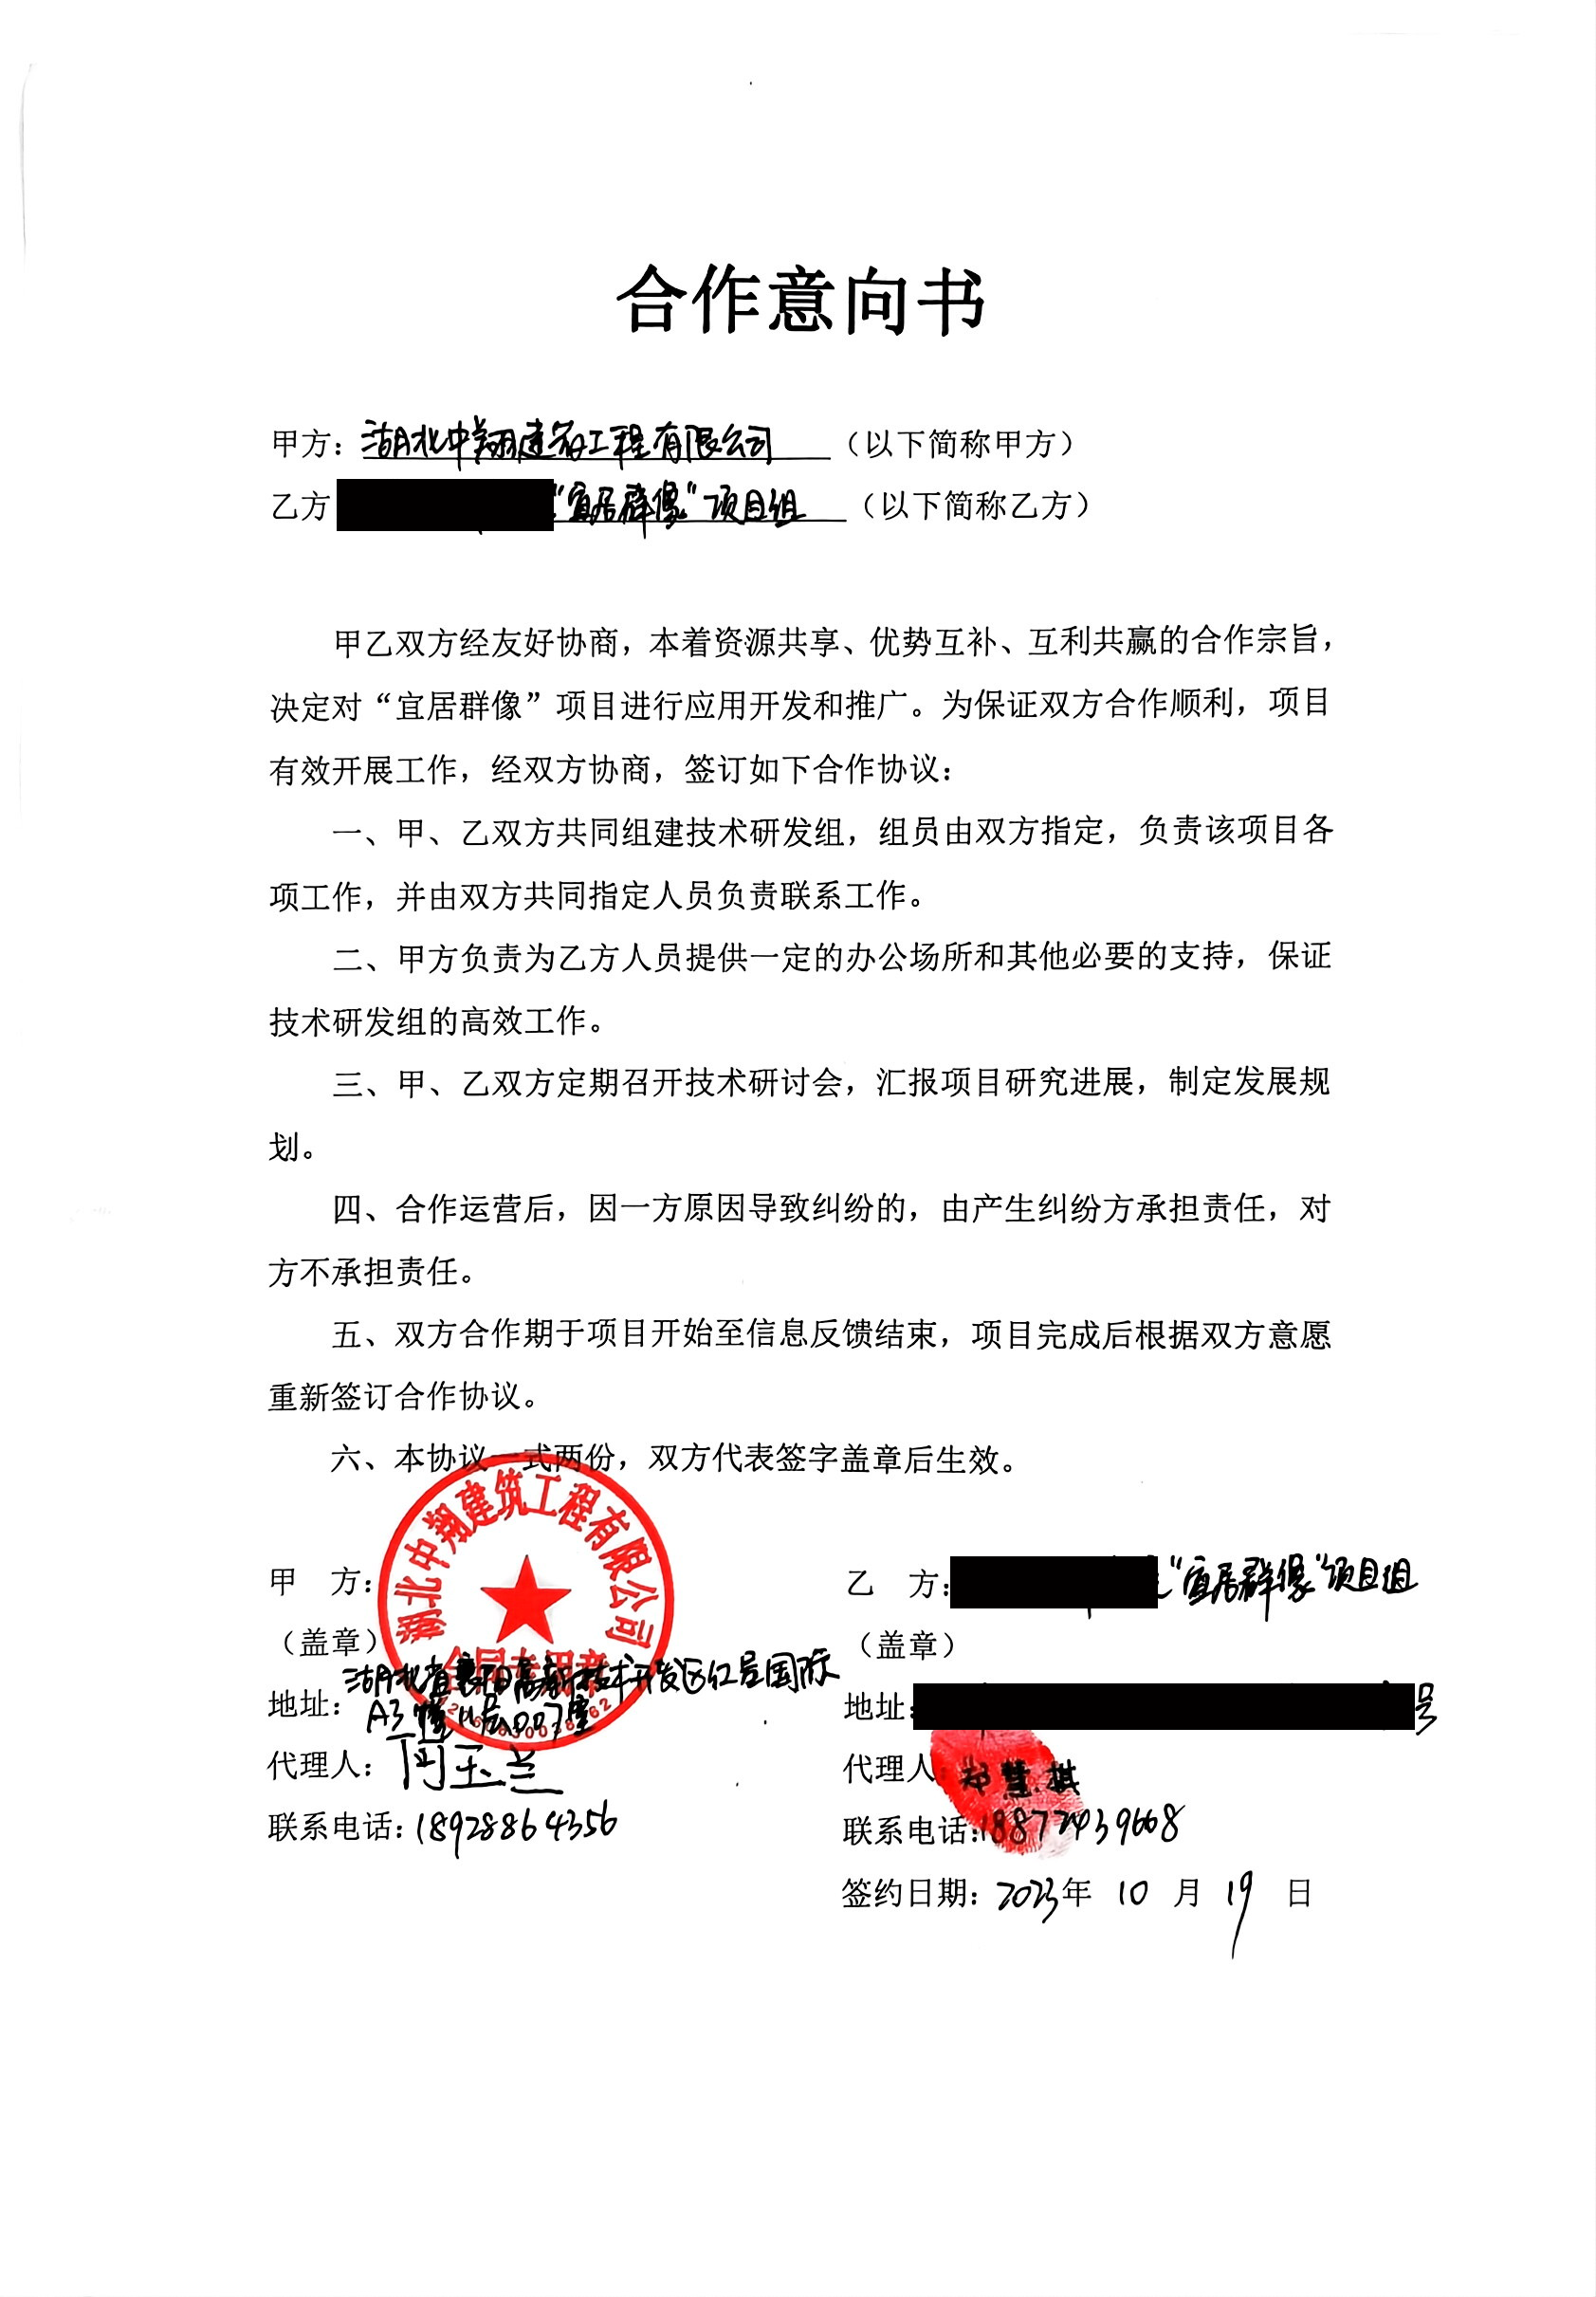 合作意向书
甲方：湖北中翔建筑工程有限公司（以下简称甲方）
乙方 “宜居群像”项目组（以下简称乙方）
甲乙双方经友好协商，本着资源共享、优势互补、互利共赢的合作宗旨，
决定对“宜居群像”项目进行应用开发和推广。为保证双方合作顺利，项目
有效开展工作，经双方协商，签订如下合作协议：
一、甲、乙双方共同组建技术研发组，组员由双方指定，负责该项目各
项工作，并由双方共同指定人员负责联系工作。
二、甲方负责为乙方人员提供一定的办公场所和其他必要的支持，保证
技术研发组的高效工作。
三、甲、乙双方定期召开技术研讨会，汇报项目研究进展，制定发展规
划。
四、合作运营后，因一方原因导致纠纷的，由产生纠纷方承担责任，对
方不承担责任。
五、双方合作期于项目开始至信息反馈结束，项目完成后根据双方意愿
重新签订合作协议。
六、本协议一式两份，双方代表签字盖章后生效。
湖北中翔建筑工程有限公司
合同专用章
甲 方：
（盖章）
地址：湖北省襄阳高新技术开发区红星国际
A3幢
代理人：闫玉兰
联系电话：18928864356
乙 方：“宜居群像”项目组
（盖章）
地址：号
代理人 慧琪
联系电话：18877439668
签约日期：2023年 10 月 19 日